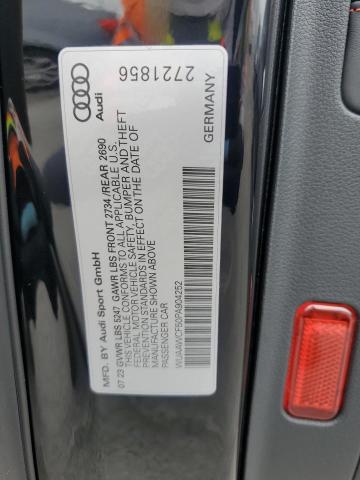 MFD. BY Audi Sport GmbH
07 23 GVWR LBS 5247 GAWR LBS FRONT 2734 /REAR 2690
THIS VEHICLE CONFORMS TO ALL APPLICABLE U.S.
FEDERAL MOTOR VEHICLE SAFETY, BUMPER AND THEFT
PREVENTION STANDARDS IN EFFECT ON THE DATE OF
MANUFACTURE SHOWN ABOVE.
PASSENGER CAR
WUAAWCF50PA904252
Audi
2721856
GERMANY